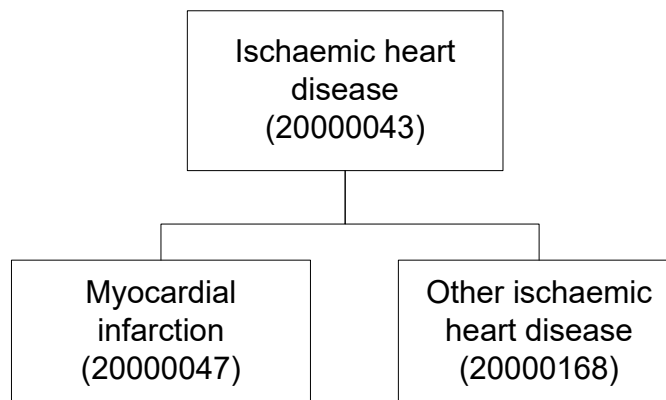 Ischaemic heart
disease
(20000043)
Myocardial
infarction
(20000047)
Other ischaemic
heart disease
(20000168)